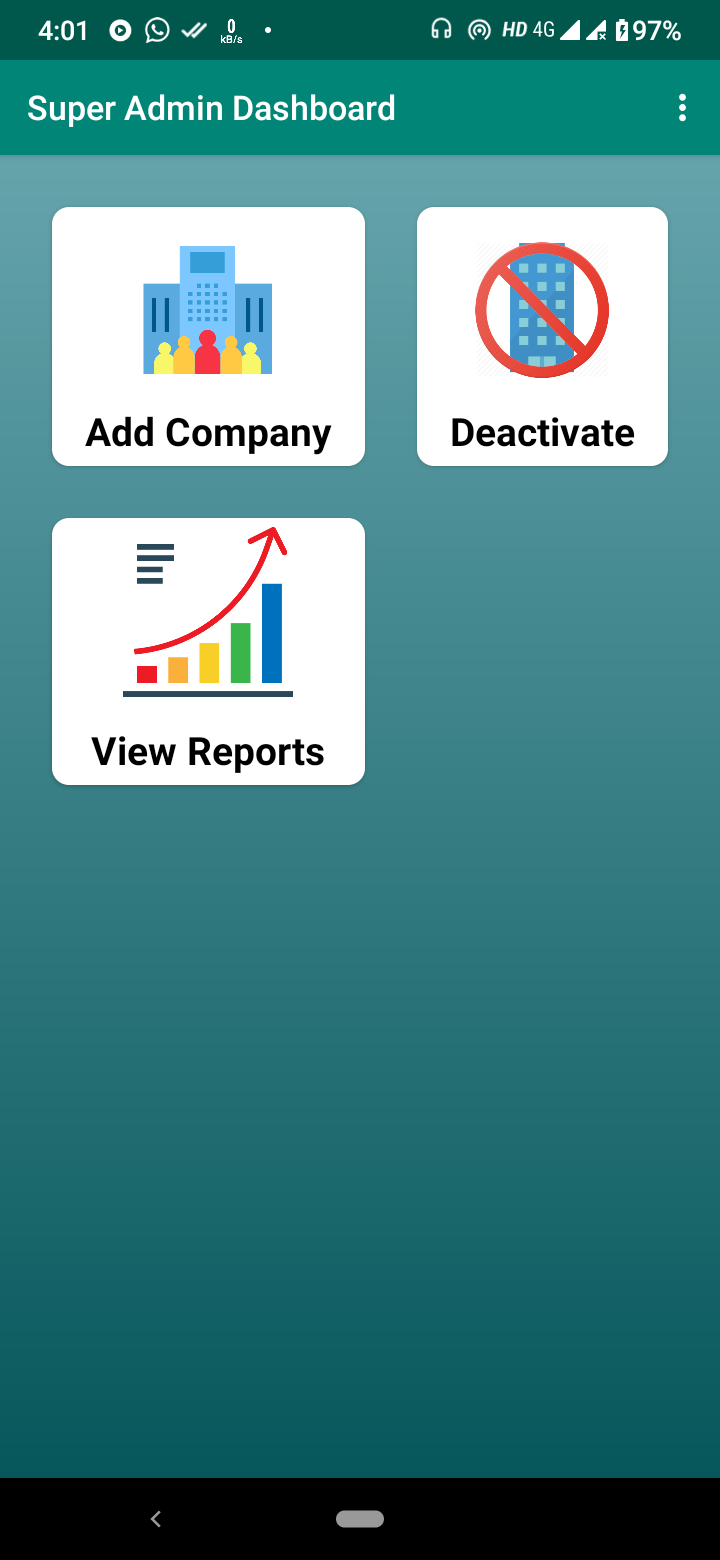 4:01 0 kB/s HD 4G 97%
Super Admin Dashboard
Add Company Deactivate
View Reports